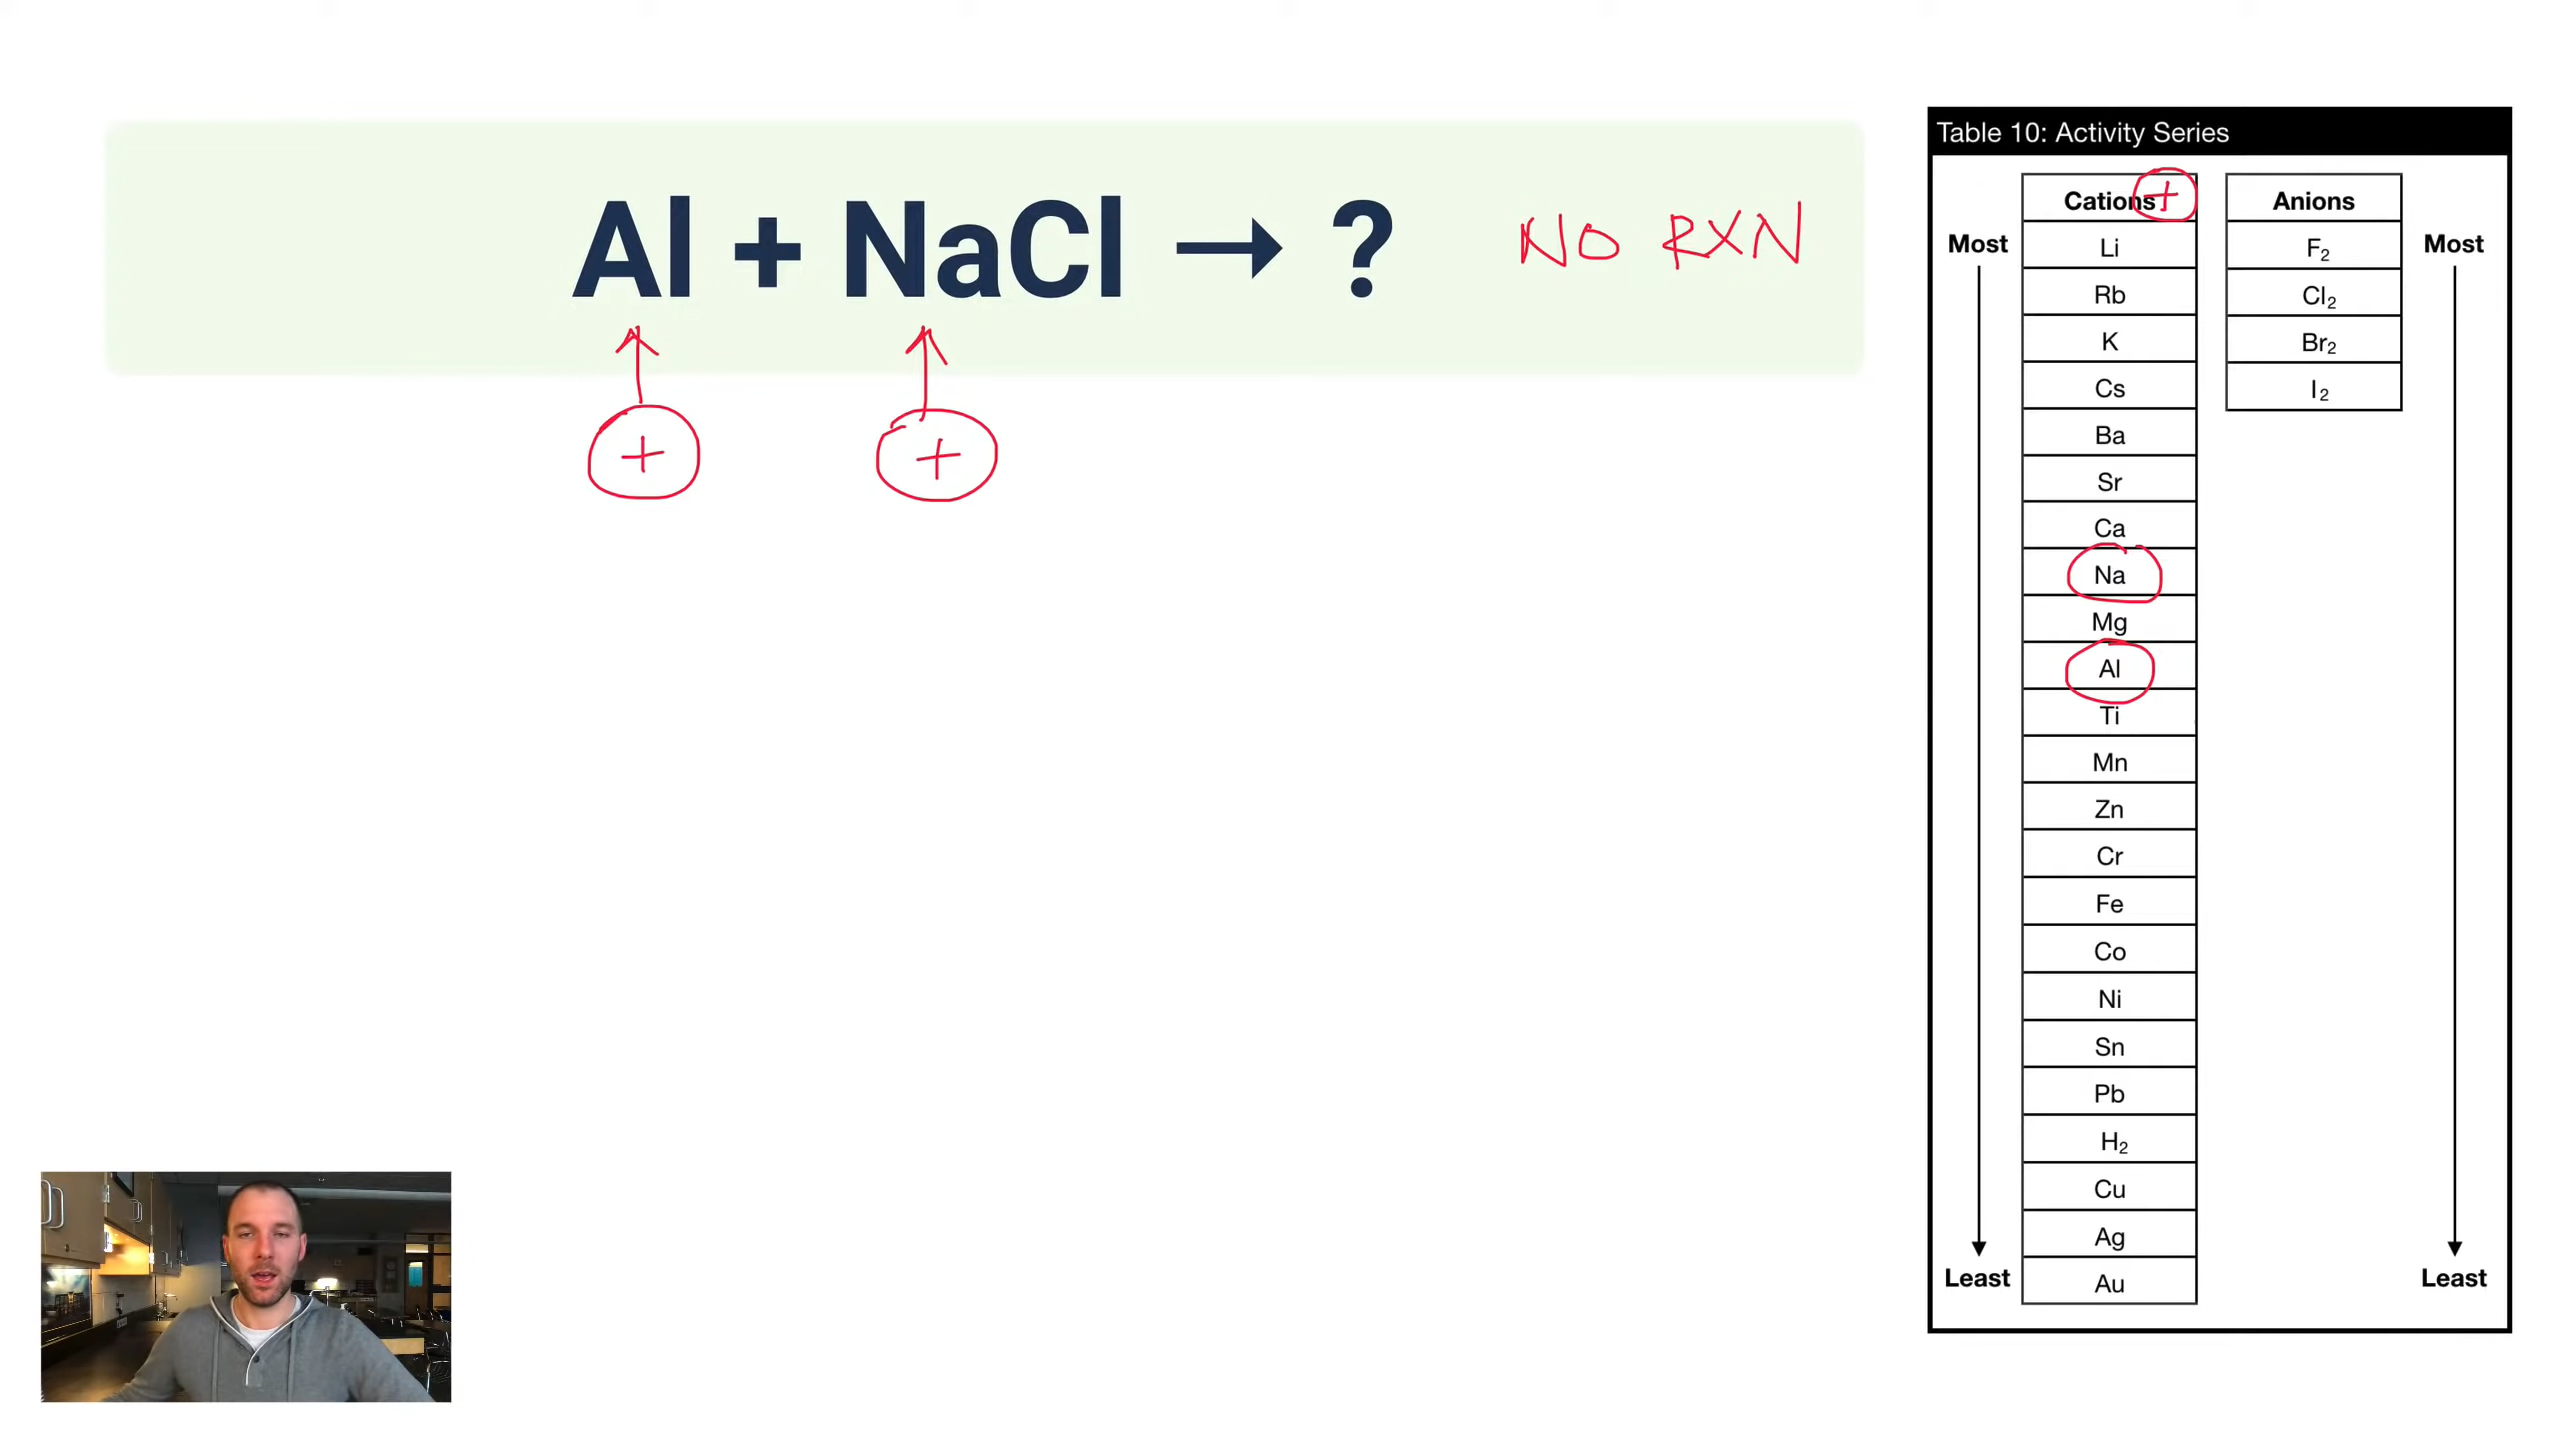 Al + NaCl → ? NO RXN
+ +
Table 10: Activity Series
Cations + Anions
Most Li F₂ Most
Rb Cl₂
K Br₂
Cs I₂
Ba
Sr
Ca
Na
Mg
Al
Ti
Mn
Zn
Cr
Fe
Co
Ni
Sn
Pb
H₂
Cu
Ag
Least Au Least